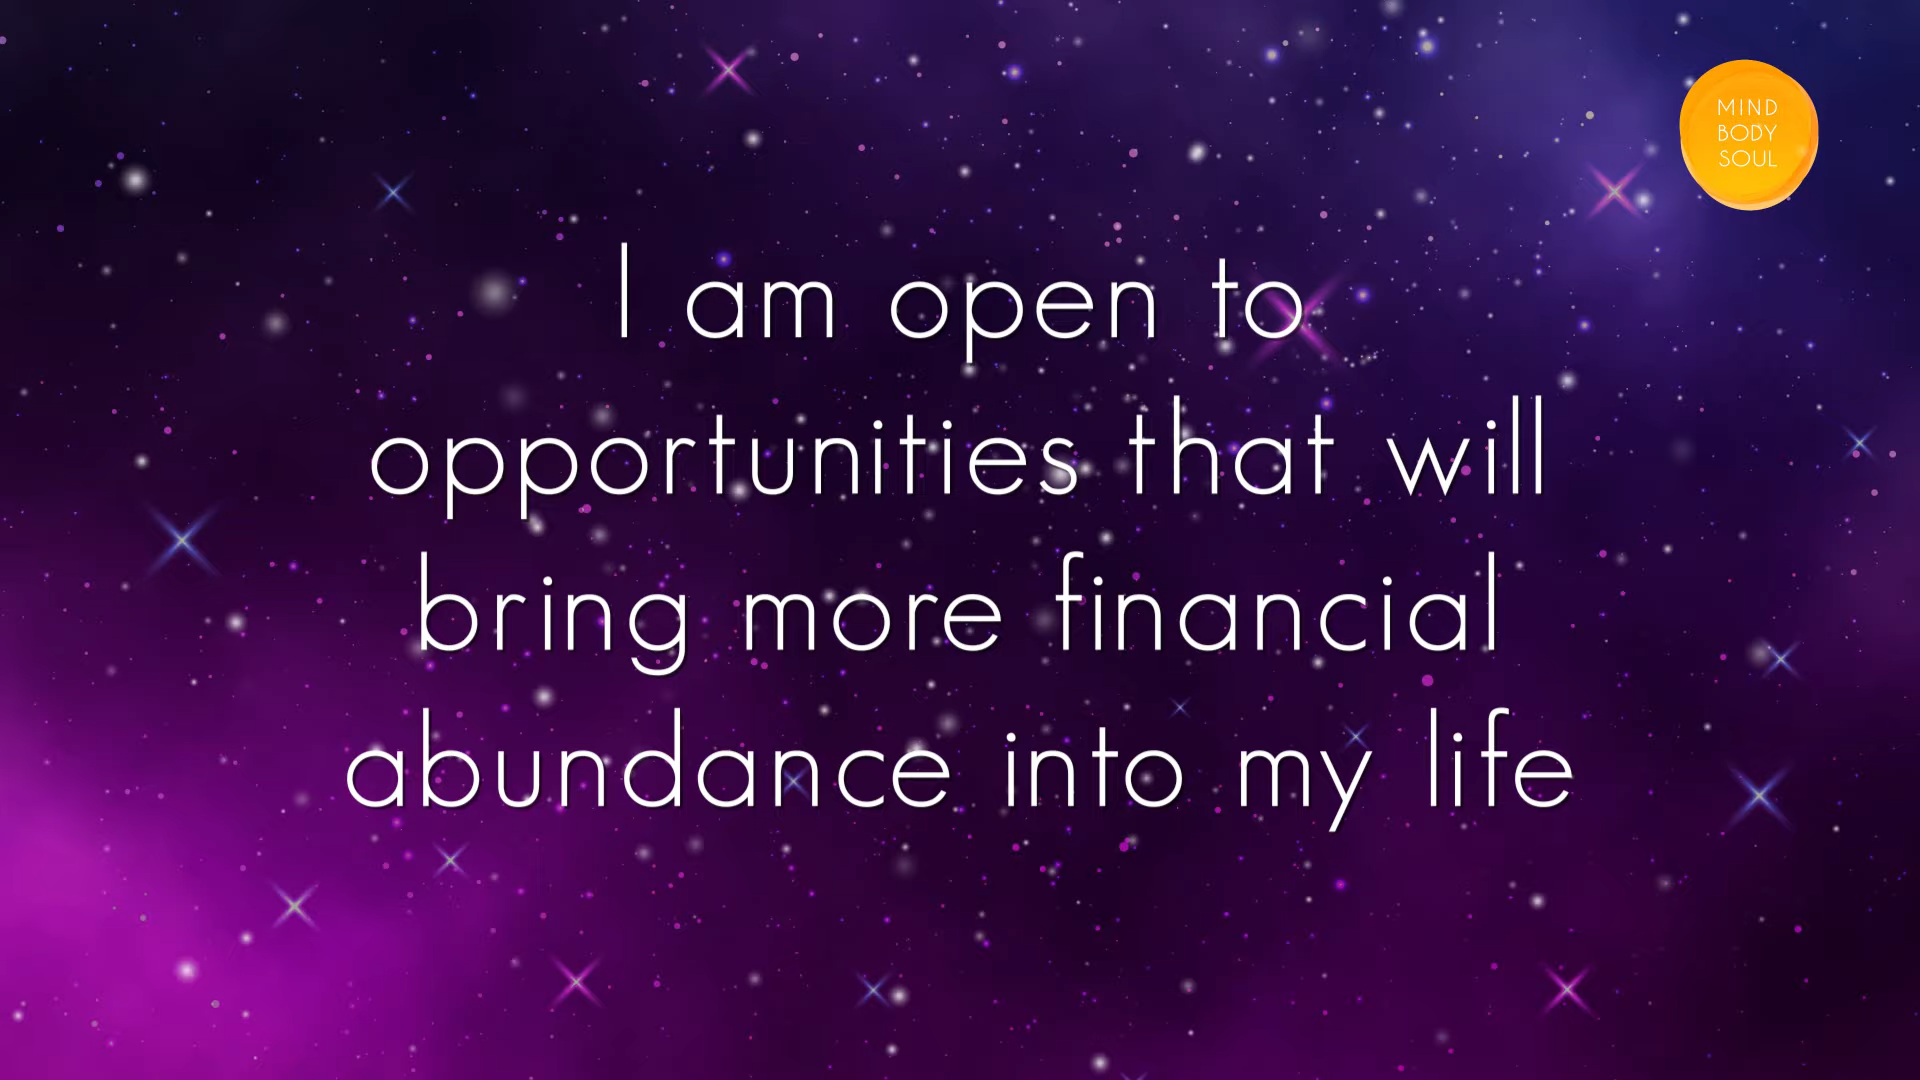 MIND
BODY
SOUL
I am open to
opportunities that will
bring more financial
abundance into my life